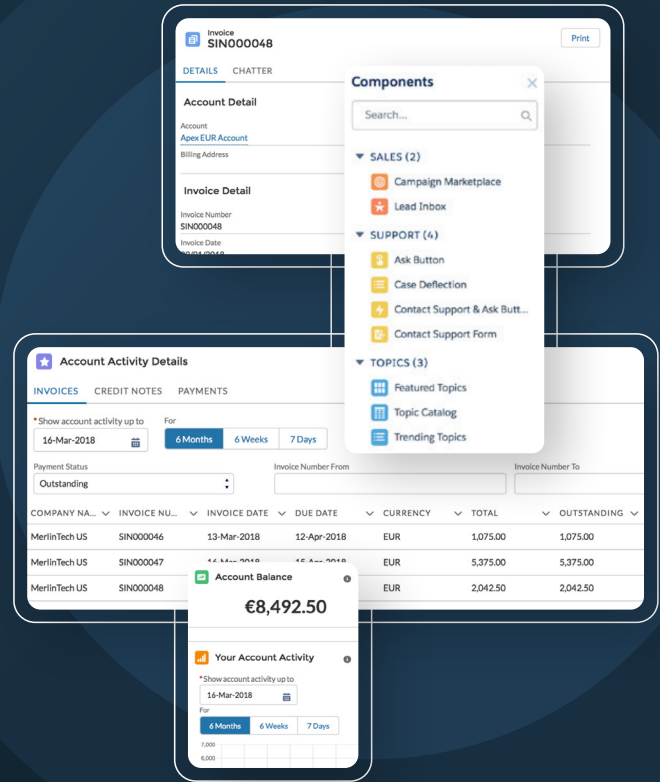 Invoice
SIN000048
Print
DETAILS CHATTER
Account Detail
Account
Apex EUR Account
Billing Address
Invoice Detail
Invoice Number
SIN000048
Invoice Date
Components
Search...
SALES (2)
Campaign Marketplace
Lead Inbox
SUPPORT (4)
Ask Button
Case Deflection
Contact Support & Ask Butt...
Contact Support Form
TOPICS (3)
Featured Topics
Topic Catalog
Trending Topics
Account Activity Details
INVOICES CREDIT NOTES PAYMENTS
*Show account activity up to For
16-Mar-2018 6 Months 6 Weeks 7 Days
Payment Status Invoice Number From Invoice Number To
Outstanding
COMPANY NA... INVOICE NU... INVOICE DATE DUE DATE CURRENCY TOTAL OUTSTANDING
MerlinTech US SIN000046 13-Mar-2018 12-Apr-2018 EUR 1,075.00 1,075.00
MerlinTech US SIN000047 EUR 5,375.00 5,375.00
MerlinTech US SIN000048 EUR 2,042.50 2,042.50
Account Balance
€8,492.50
Your Account Activity
*Show account activity up to
16-Mar-2018
For
6 Months 6 Weeks 7 Days
7,000
6,000